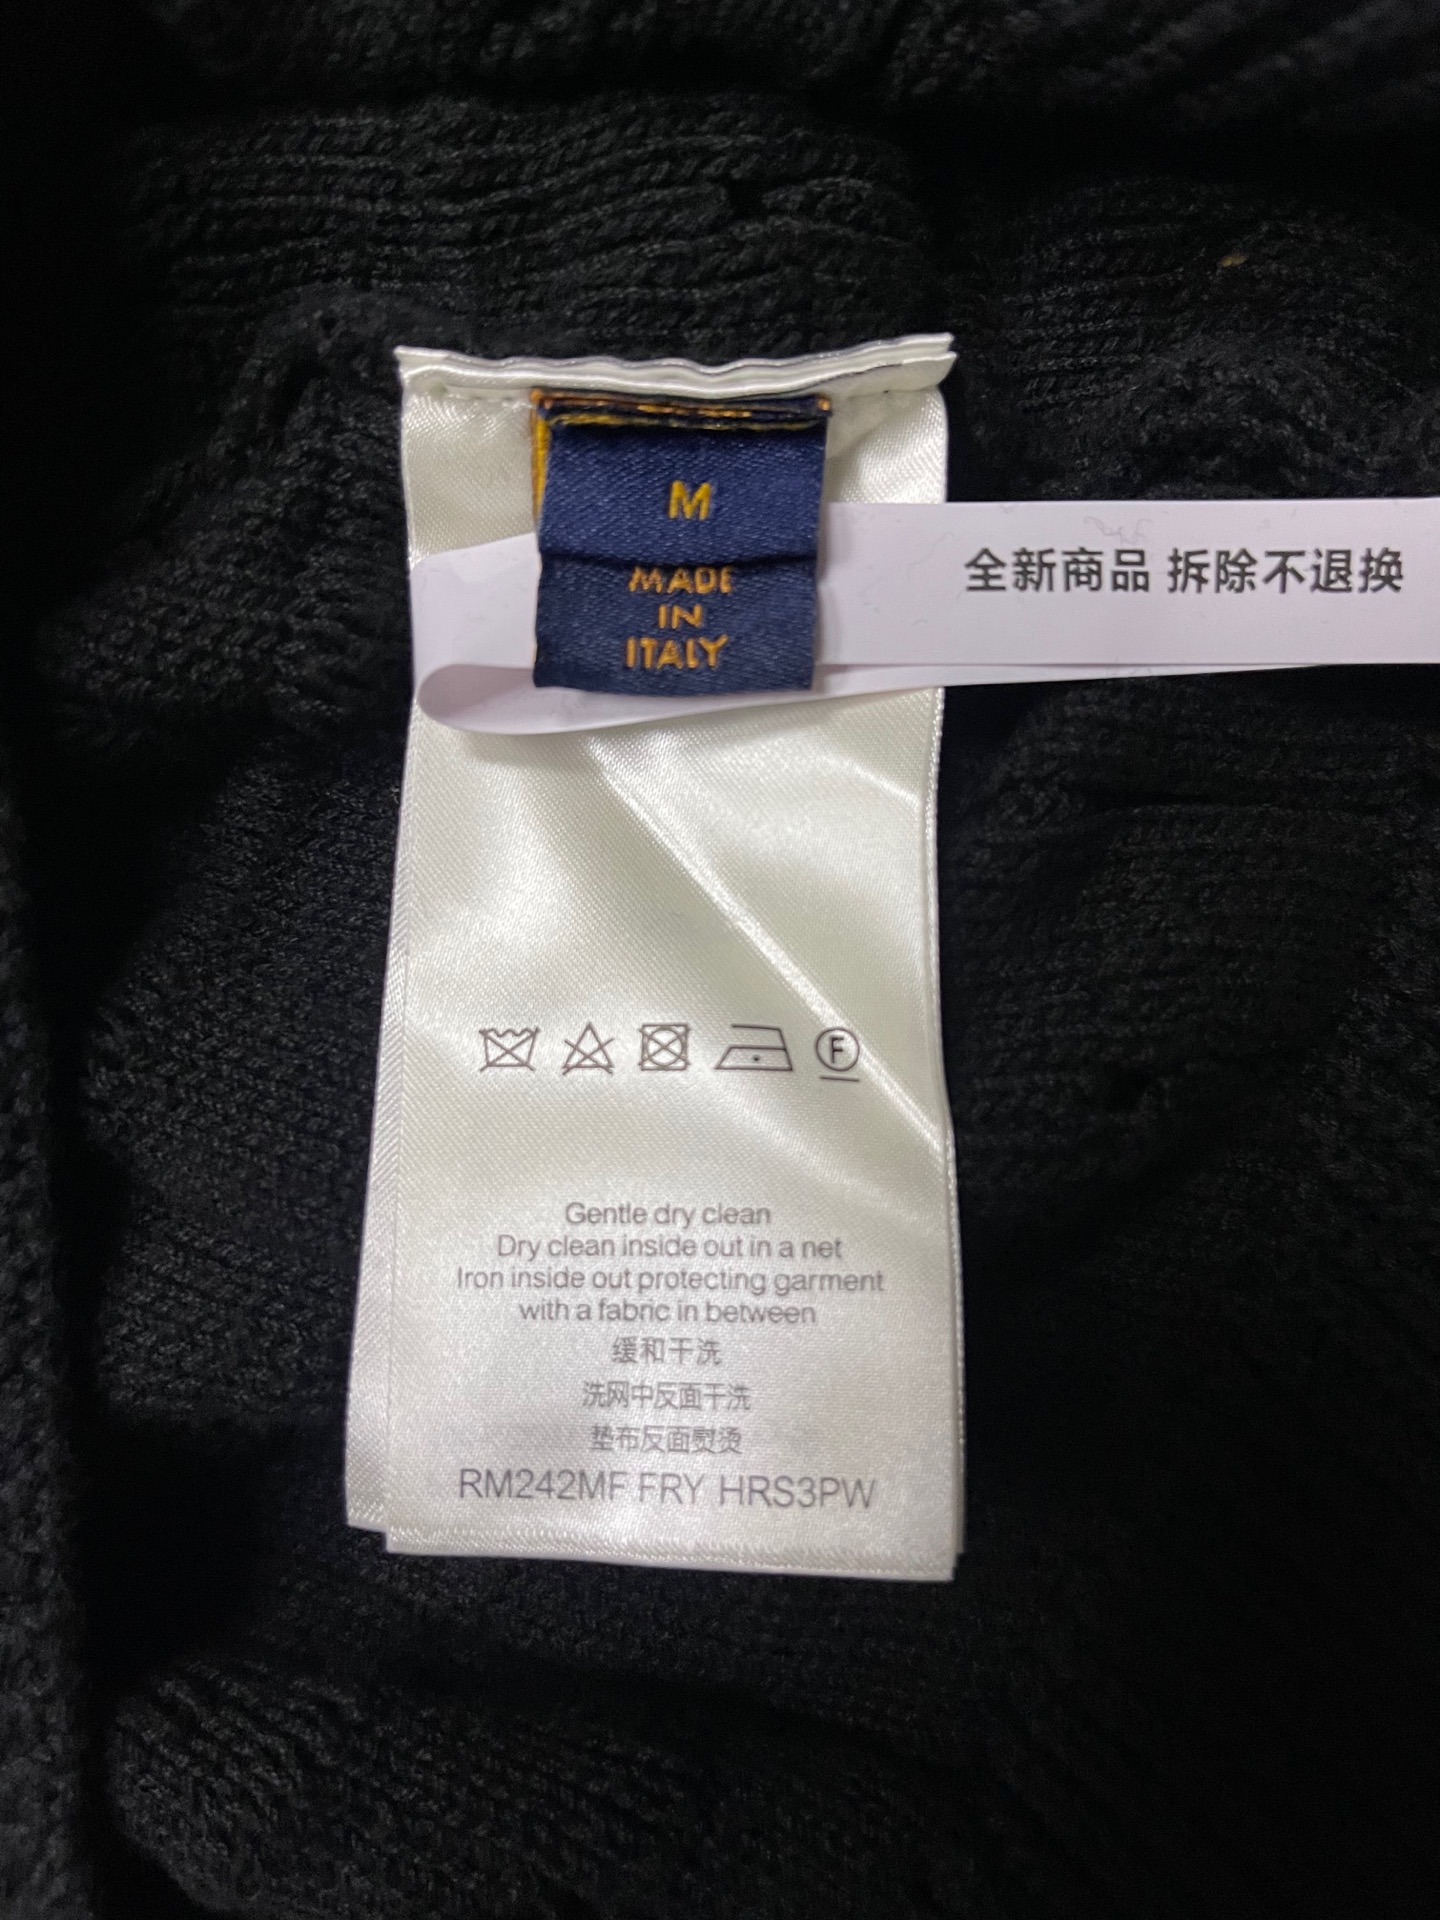 M
MADE
IN
ITALY
全新商品 拆除不退换
F
Gentle dry clean
Dry clean inside out in a net
Iron inside out protecting garment
with a fabric in between
缓和干洗
洗网中反面干洗
垫布反面熨烫
RM242MF FRY HRS3PW